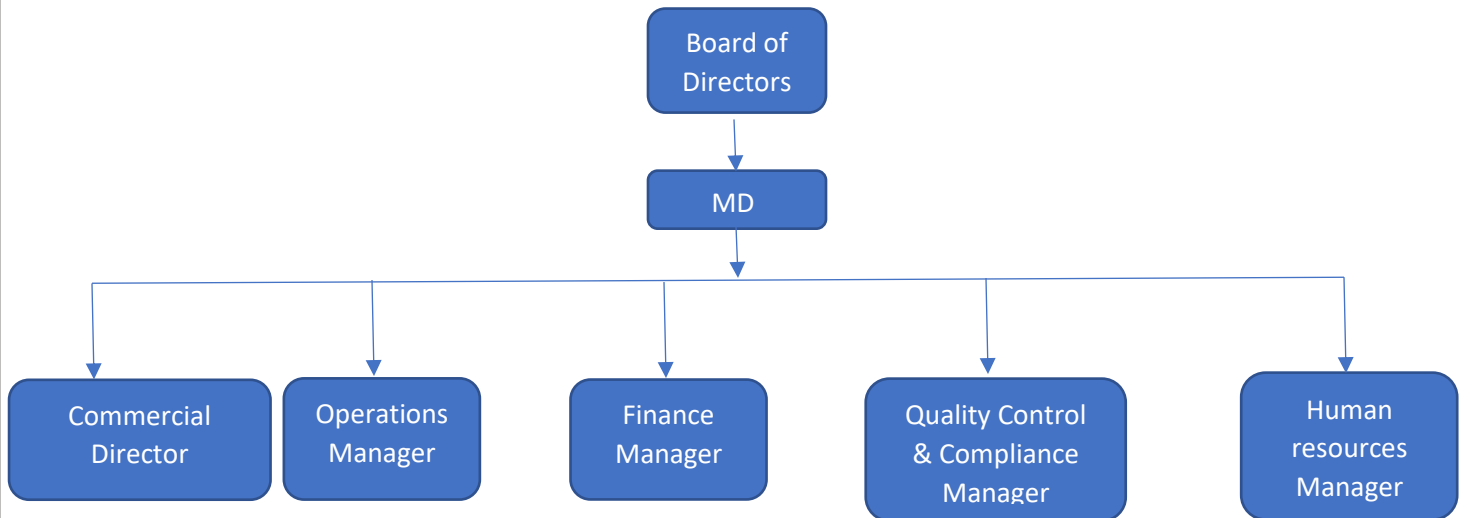 Board of
Directors
MD
Commercial
Director
Operations
Manager
Finance
Manager
Quality Control
& Compliance
Manager
Human
resources
Manager